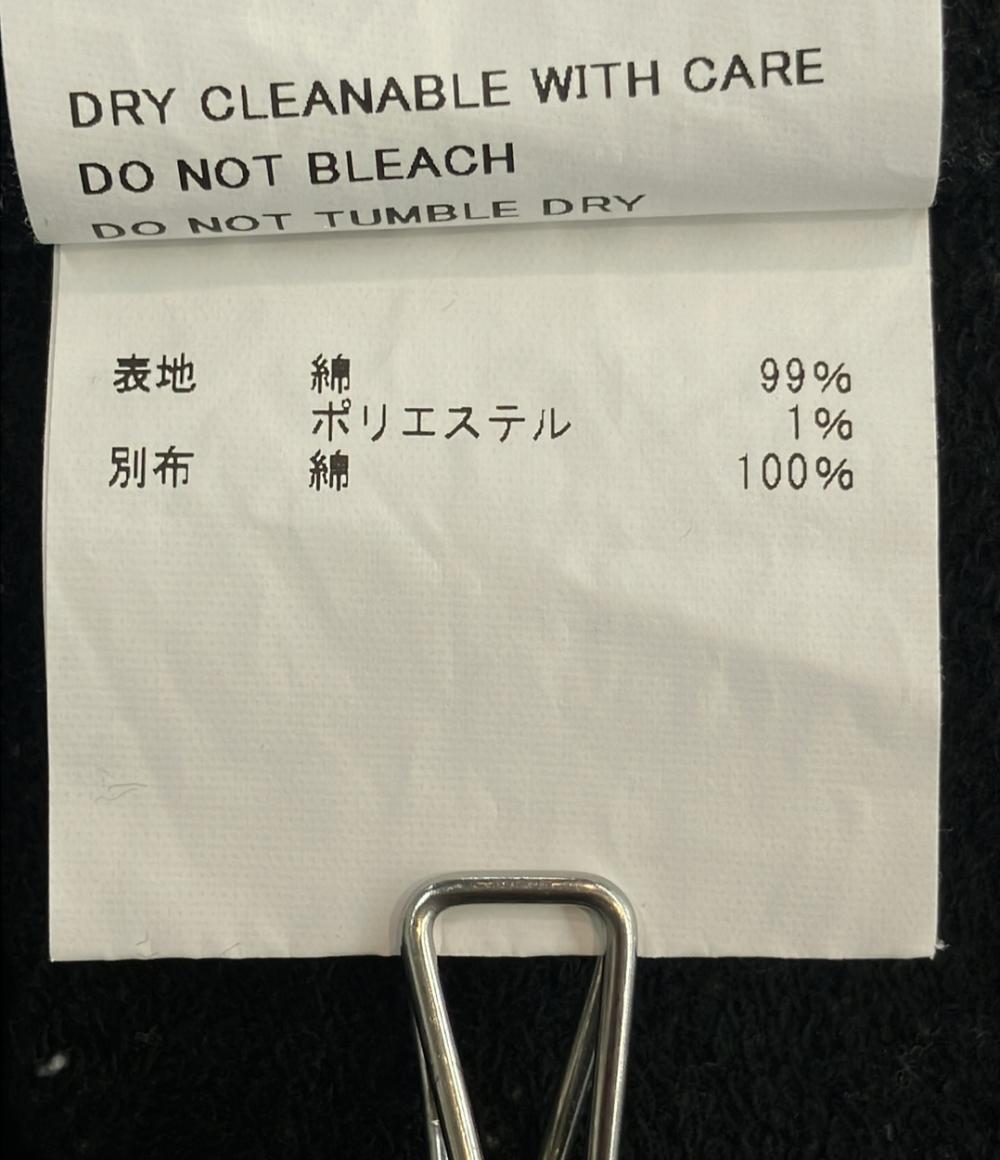 DRY CLEANABLE WITH CARE
DO NOT BLEACH
DO NOT TUMBLE DRY
表地 綿 99%
ポリエステル 1%
別布 綿 100%